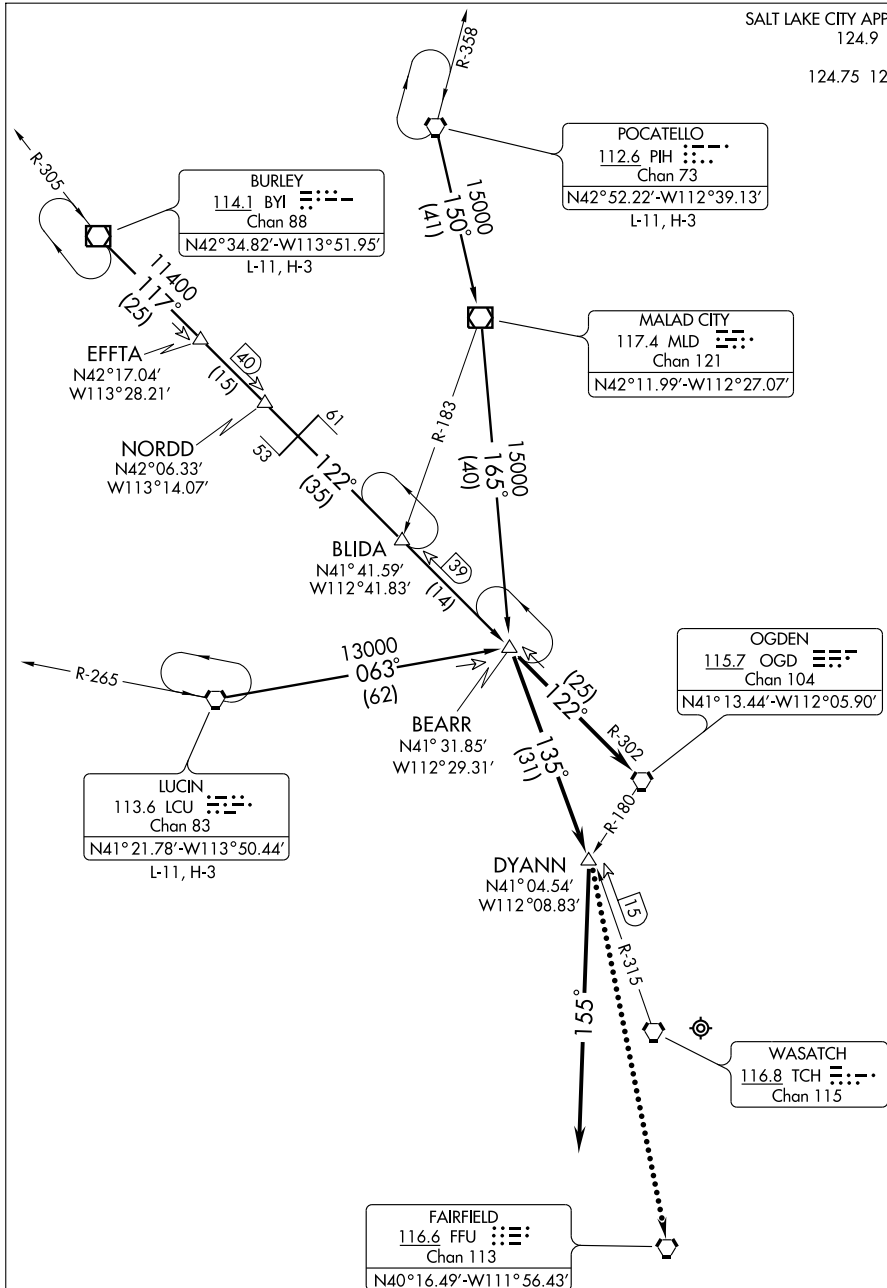 SALT LAKE CITY APP
124.9
124.75 12
R-358
POCATELLO
112.6 PIH
Chan 73
N42°52.22'-W112°39.13'
L-11, H-3
R-305
BURLEY
114.1 BYI
Chan 88
N42°34.82'-W113°51.95'
L-11, H-3
15000
150°
(41)
11400
117°
(25)
MALAD CITY
117.4 MLD
Chan 121
N42°11.99'-W112°27.07'
EFFTA
N42°17.04'
W113°28.21'
40
(15)
NORDD
N42°06.33'
W113°14.07'
61
53
R-183
122°
(35)
15000
165°
(40)
BLIDA
N41°41.59'
W112°41.83'
39
(14)
R-265
13000
063°
(62)
BEARR
N41°31.85'
W112°29.31'
(25)
122°
R-302
OGDEN
115.7 OGD
Chan 104
N41°13.44'-W112°05.90'
135°
(31)
LUCIN
113.6 LCU
Chan 83
N41°21.78'-W113°50.44'
L-11, H-3
R-180
DYANN
N41°04.54'
W112°08.83'
15
R-315
155°
WASATCH
116.8 TCH
Chan 115
FAIRFIELD
116.6 FFU
Chan 113
N40°16.49'-W111°56.43'